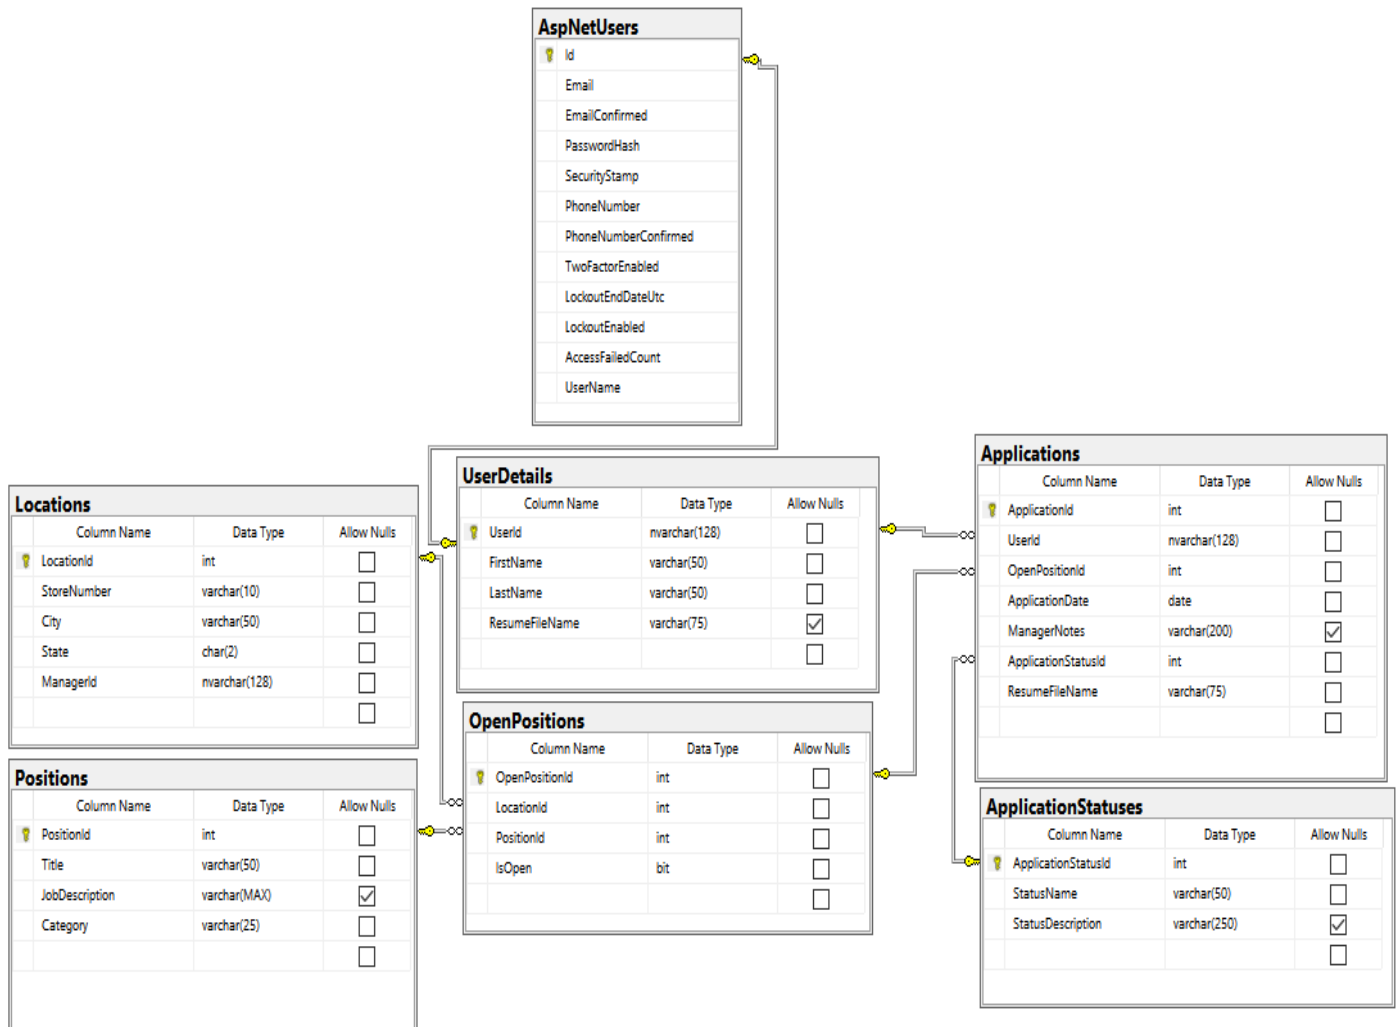 AspNetUsers
Id
Email
EmailConfirmed
PasswordHash
SecurityStamp
PhoneNumber
PhoneNumberConfirmed
TwoFactorEnabled
LockoutEndDateUtc
LockoutEnabled
AccessFailedCount
UserName
Locations
Column Name Data Type Allow Nulls
LocationId int
StoreNumber varchar(10)
City varchar(50)
State char(2)
ManagerId nvarchar(128)
UserDetails
Column Name Data Type Allow Nulls
UserId nvarchar(128)
FirstName varchar(50)
LastName varchar(50)
ResumeFileName varchar(75)
Applications
Column Name Data Type Allow Nulls
ApplicationId int
UserId nvarchar(128)
OpenPositionId int
ApplicationDate date
ManagerNotes varchar(200)
ApplicationStatusId int
ResumeFileName varchar(75)
Positions
Column Name Data Type Allow Nulls
PositionId int
Title varchar(50)
JobDescription varchar(MAX)
Category varchar(25)
OpenPositions
Column Name Data Type Allow Nulls
OpenPositionId int
LocationId int
PositionId int
IsOpen bit
ApplicationStatuses
Column Name Data Type Allow Nulls
ApplicationStatusId int
StatusName varchar(50)
StatusDescription varchar(250)